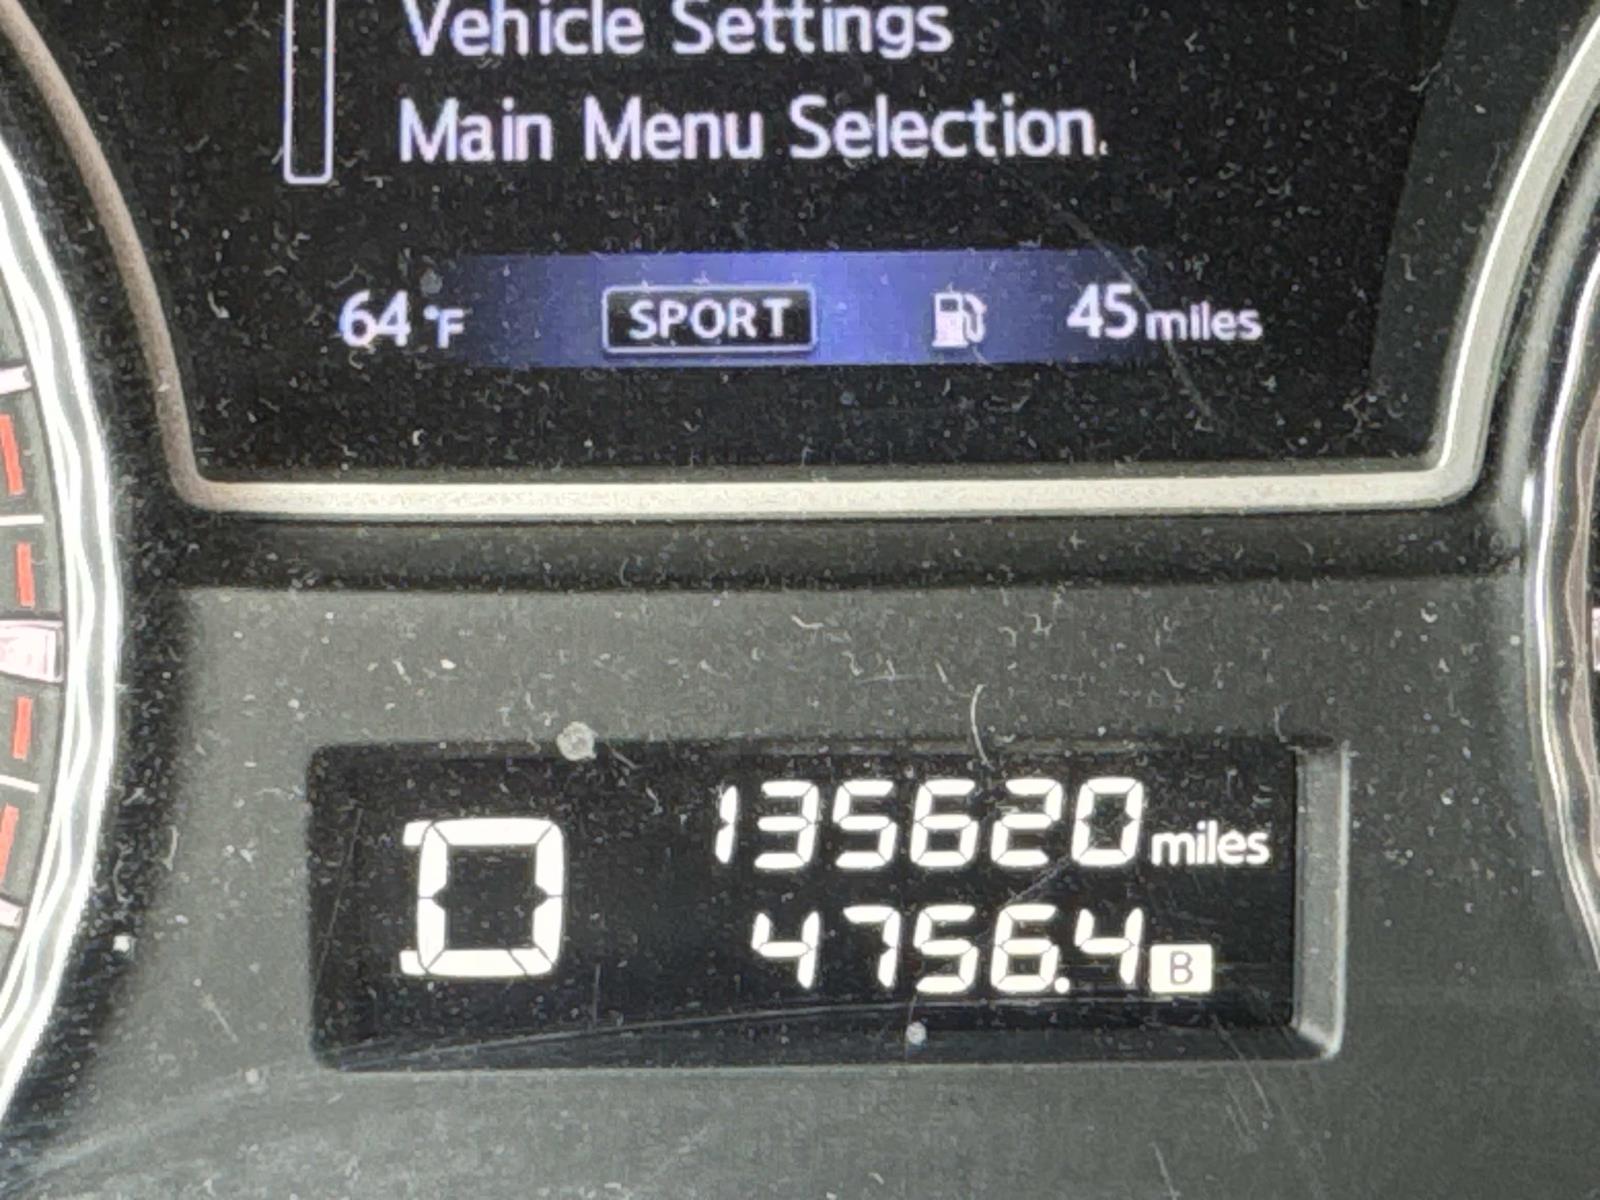 Vehicle Settings
Main Menu Selection.
64 °F SPORT 45 miles
D 135620 miles
4756.4 B